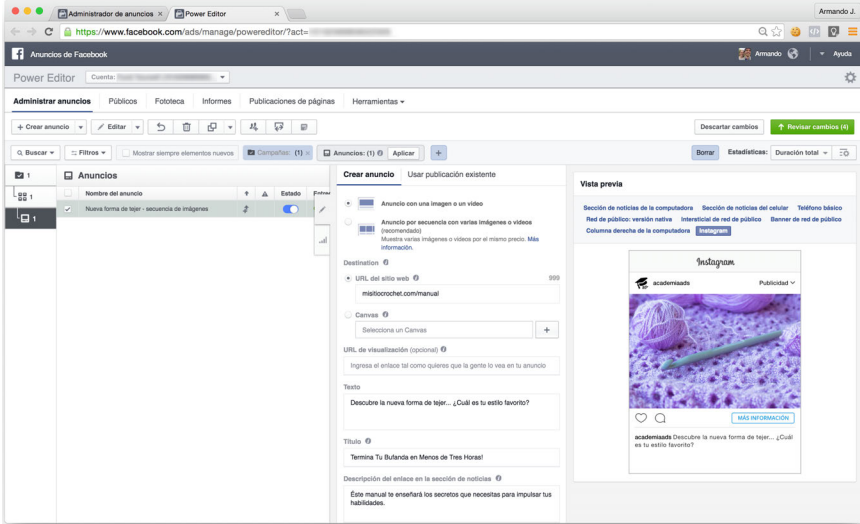 Administrador de anuncios
Power Editor
Armando J.
https://www.facebook.com/ads/manage/powereditor/?act=
Anuncios de Facebook
Armando
Ayuda
Power Editor
Cuenta:
Administrar anuncios
Públicos
Fototeca
Informes
Publicaciones de páginas
Herramientas
+ Crear anuncio
Editar
Descartar cambios
Revisar cambios (4)
Buscar
Filtros
Mostrar siempre elementos nuevos
Campañas: (1)
Anuncios: (1)
Aplicar
+
Borrar
Estadísticas:
Duración total
1
1
1
Anuncios
Nombre del anuncio
Estado
Nueva forma de tejer - secuencia de imágenes
Crear anuncio
Usar publicación existente
Anuncio con una imagen o un video
Anuncio por secuencia con varias imágenes o videos
(recomendado)
Muestra varias imágenes o videos por el mismo precio. Más
información.
Destination
URL del sitio web
999
misitiocrochet.com/manual
Canvas
Selecciona un Canvas
+
URL de visualización (opcional)
Ingresa el enlace tal como quieres que la gente lo vea en tu anuncio
Texto
Descubre la nueva forma de tejer... ¿Cuál es tu estilo favorito?
Título
Termina Tu Bufanda en Menos de Tres Horas!
Descripción del enlace en la sección de noticias
Éste manual te enseñará los secretos que necesitas para impulsar tus
habilidades.
Vista previa
Sección de noticias de la computadora
Sección de noticias del celular
Teléfono básico
Red de público: versión nativa
Intersticial de red de público
Banner de red de público
Columna derecha de la computadora
Instagram
Instagram
academiaads
Publicidad
MÁS INFORMACIÓN
academiaads Descubre la nueva forma de tejer... ¿Cuál
es tu estilo favorito?